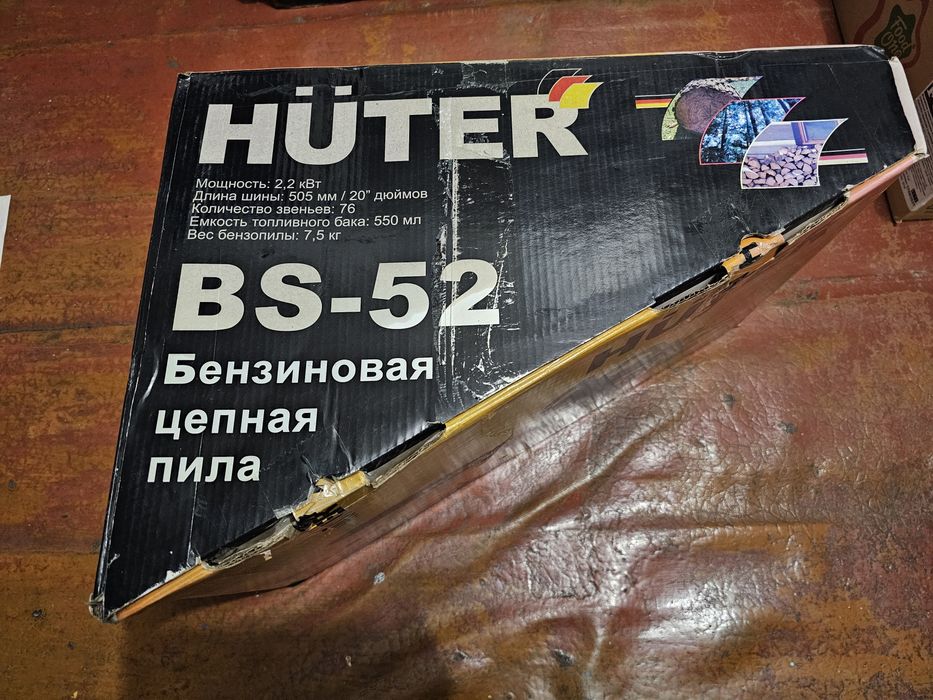 HÜTER
Мощность: 2,2 кВт
Длина шины: 505 мм / 20" дюймов
Количество звеньев: 76
Емкость топливного бака: 550 мл
Вес бензопилы: 7,5 кг
BS-52
Бензиновая
цепная
пила
Food